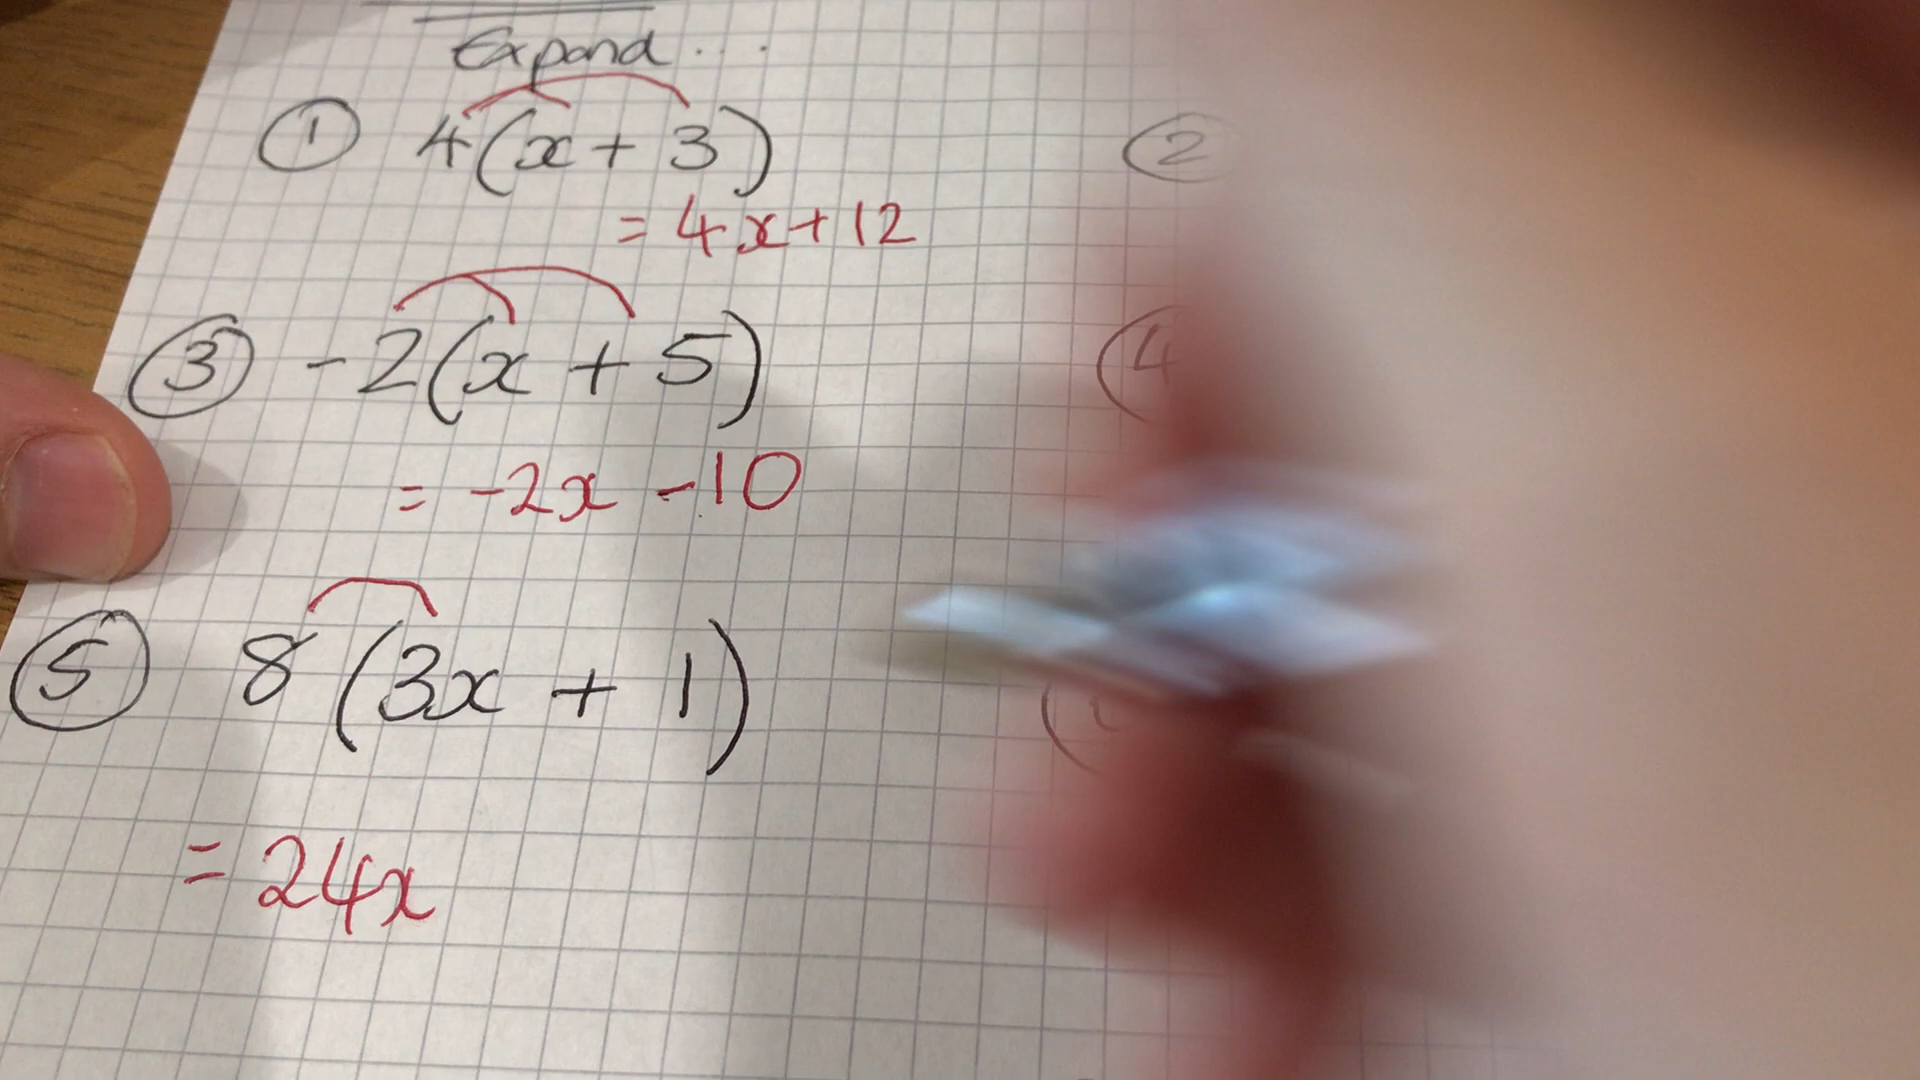 Expand...
① 4(x + 3)
②
= 4x + 12
③ -2(x + 5)
= -2x - 10
⑤ 8(3x + 1)
= 24x